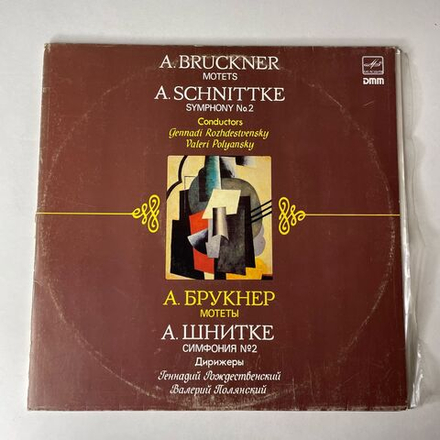 A. BRUCKNER
MOTETS
A. SCHNITTKE
SYMPHONY No 2
Conductors
Gennadi Rozhdestvensky
Valeri Polyansky
DMM
А. БРУКНЕР
МОТЕТЫ
А. ШНИТКЕ
СИМФОНИЯ №2
Дирижеры
Геннадий Рождественский
Валерий Полянский